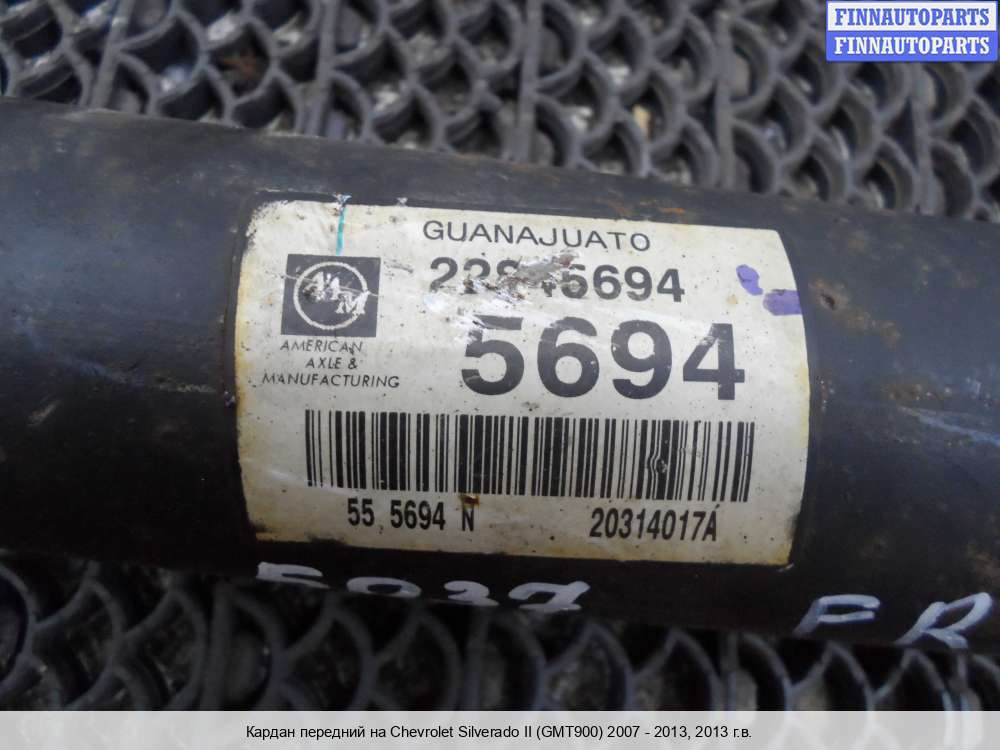 FINNAUTOPARTS
FINNAUTOPARTS
GUANAJUATO
AAM
AMERICAN
AXLE &
MANUFACTURING
5694
55 5694 N
20314017A
FR
Кардан передний на Chevrolet Silverado II (GMT900) 2007 - 2013, 2013 г.в.